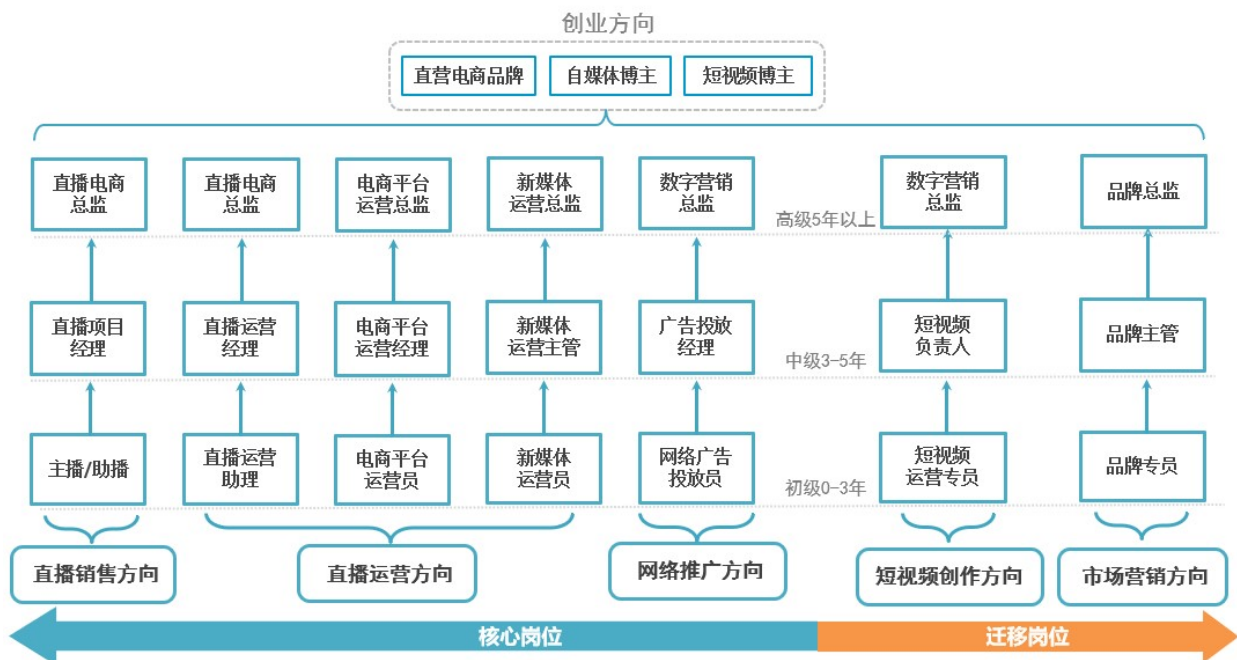 创业方向
直营电商品牌
自媒体博主
短视频博主
直播电商
总监
直播电商
总监
电商平台
运营总监
新媒体
运营总监
数字营销
总监
高级5年以上
数字营销
总监
品牌总监
直播项目
经理
直播运营
经理
电商平台
运营经理
新媒体
运营主管
广告投放
经理
中级3-5年
短视频
负责人
品牌主管
主播/助播
直播运营
助理
电商平台
运营员
新媒体
运营员
网络广告
投放员
初级0-3年
短视频
运营专员
品牌专员
直播销售方向
直播运营方向
网络推广方向
短视频创作方向
市场营销方向
核心岗位
迁移岗位